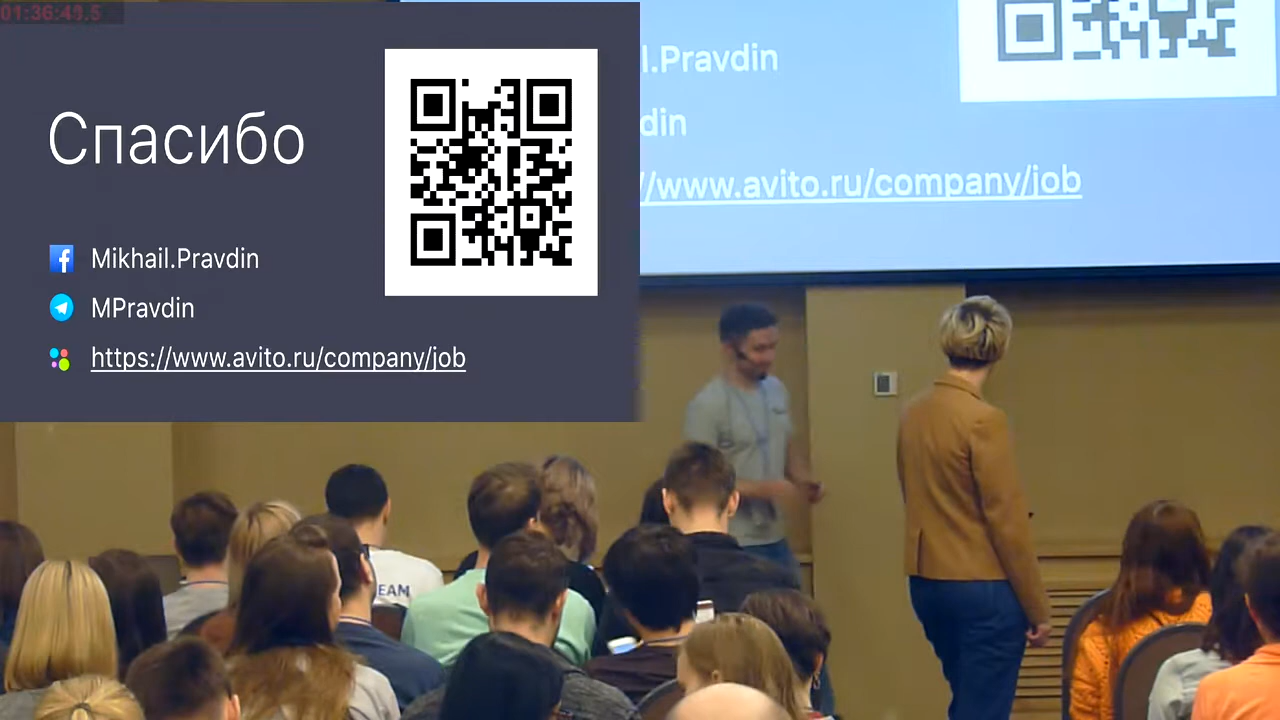 01:36:49.5
Спасибо
Mikhail.Pravdin
MPravdin
https://www.avito.ru/company/job
l.Pravdin
din
//www.avito.ru/company/job
EAM